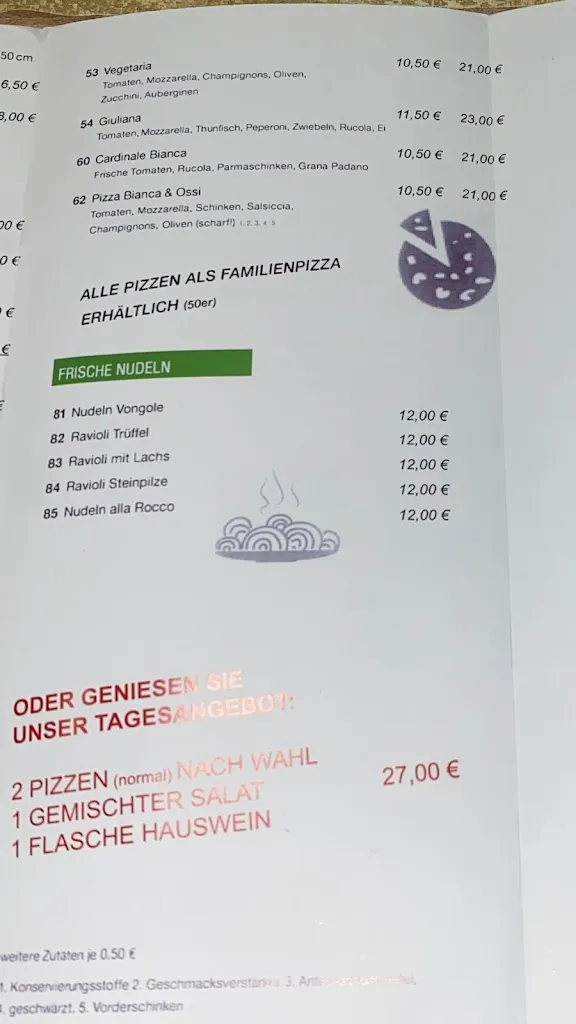 50 cm
6,50 €
8,00 €
00 €
0 €
€
€
53 Vegetaria 10,50 € 21,00 €
Tomaten, Mozzarella, Champignons, Oliven,
Zucchini, Auberginen
54 Giuliana 11,50 € 23,00 €
Tomaten, Mozzarella, Thunfisch, Peperoni, Zwiebeln, Rucola, Ei
60 Cardinale Bianca 10,50 € 21,00 €
Frische Tomaten, Rucola, Parmaschinken, Grana Padano
62 Pizza Bianca & Ossi 10,50 € 21,00 €
Tomaten, Mozzarella, Schinken, Salsiccia,
Champignons, Oliven (scharf!) 1, 2, 3, 4, 5
ALLE PIZZEN ALS FAMILIENPIZZA
ERHÄLTLICH (50er)
FRISCHE NUDELN
81 Nudeln Vongole 12,00 €
82 Ravioli Trüffel 12,00 €
83 Ravioli mit Lachs 12,00 €
84 Ravioli Steinpilze 12,00 €
85 Nudeln alla Rocco 12,00 €
ODER GENIESEN SIE
UNSER TAGESANGEBOT:
2 PIZZEN (normal) NACH WAHL 27,00 €
1 GEMISCHTER SALAT
1 FLASCHE HAUSWEIN
weitere Zutaten je 0,50 €
1. Konservierungsstoffe 2. Geschmacksverstärker 3.
geschwärzt, 5. Vorderschinken